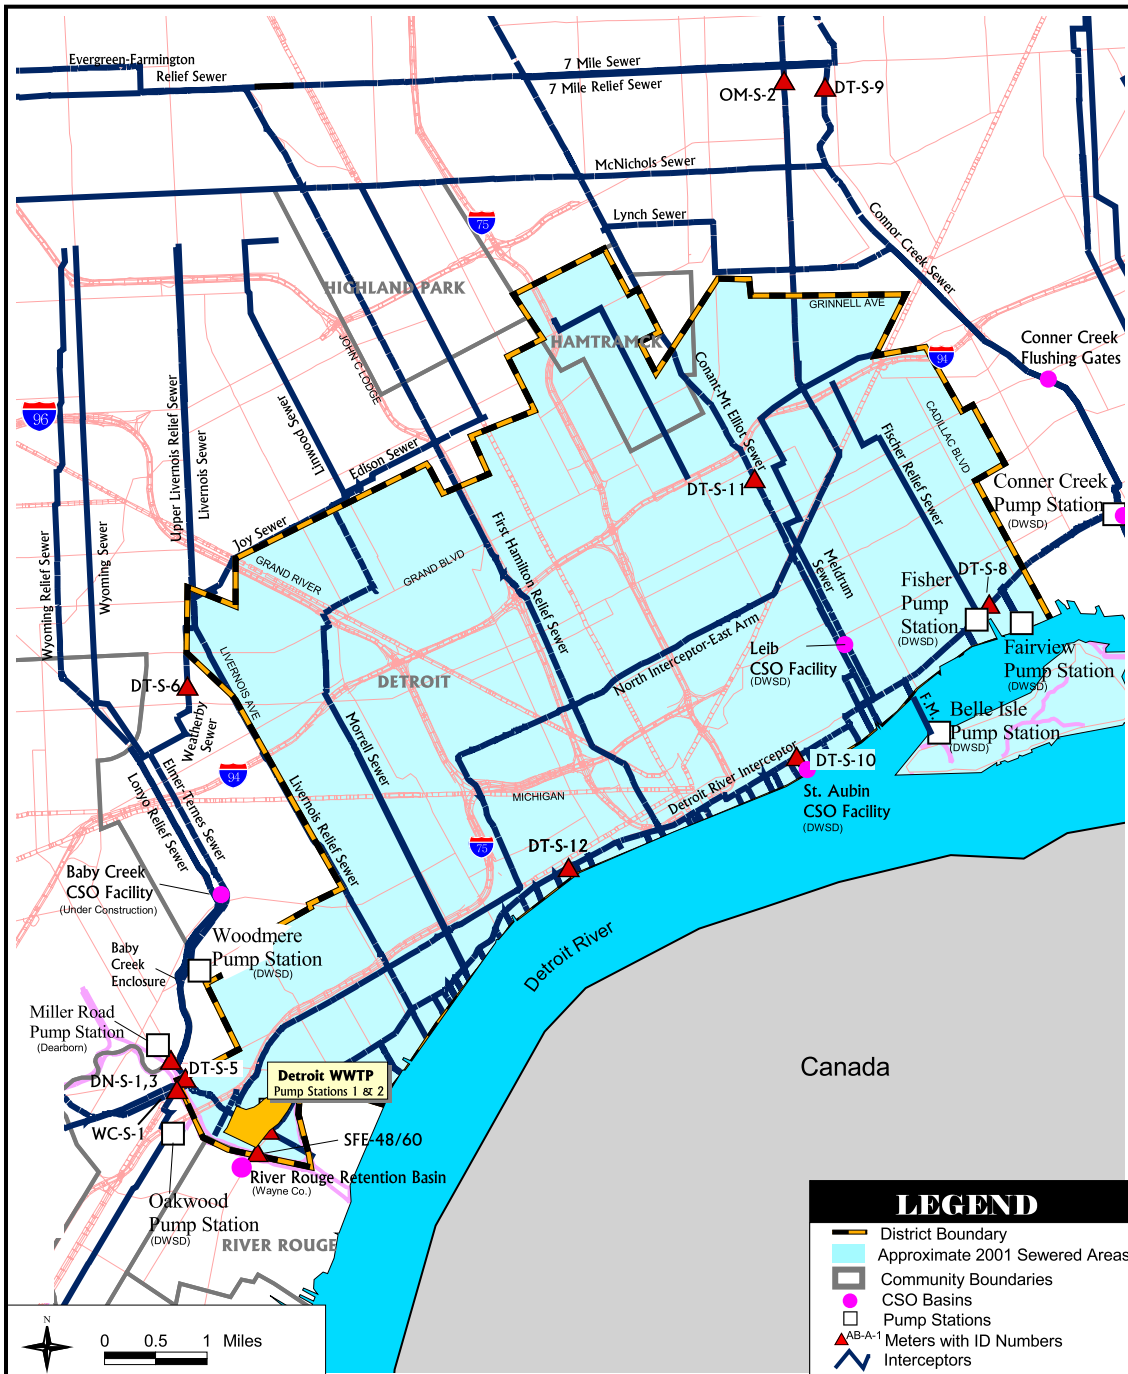 Evergreen-Farmington
Relief Sewer
7 Mile Sewer
7 Mile Relief Sewer
OM-S-2
DT-S-9
McNichols Sewer
Lynch Sewer
Connor Creek Sewer
75
HIGHLAND PARK
GRINNELL AVE
HAMTRAMCK
JOHN C LODGE
Conner Creek
Flushing Gates
94
96
Upper Livernois Relief Sewer
Livernois Sewer
Linwood Sewer
Edison Sewer
Conant-Mt Elliot Sewer
CADILLAC BLVD
Fischer Relief Sewer
DT-S-11
Conner Creek
Pump Station
(DWSD)
Joy Sewer
First Hamilton Relief Sewer
Wyoming Relief Sewer
Wyoming Sewer
GRAND RIVER
GRAND BLVD
Meldrum
Sewer
DT-S-8
Fisher
Pump
Station
(DWSD)
Fairview
Pump Station
(DWSD)
North Interceptor-East Arm
Leib
CSO Facility
(DWSD)
LIVERNOIS AVE
DETROIT
DT-S-6
Weatherby
Sewer
F.M.
Belle Isle
Pump Station
(DWSD)
Morrell Sewer
Detroit River Interceptor
DT-S-10
St. Aubin
CSO Facility
(DWSD)
94
Elmer-Ternes Sewer
Lonyo Relief Sewer
Livernois Relief Sewer
MICHIGAN
75
DT-S-12
Baby Creek
CSO Facility
(Under Construction)
Woodmere
Pump Station
(DWSD)
Baby
Creek
Enclosure
Detroit River
Miller Road
Pump Station
(Dearborn)
DT-S-5
DN-S-1,3
Detroit WWTP
Pump Stations 1 & 2
Canada
WC-S-1
SFE-48/60
River Rouge Retention Basin
(Wayne Co.)
Oakwood
Pump Station
(DWSD)
RIVER ROUGE
LEGEND
District Boundary
Approximate 2001 Sewered Areas
Community Boundaries
CSO Basins
Pump Stations
AB-A-1 Meters with ID Numbers
Interceptors
N
0 0.5 1 Miles